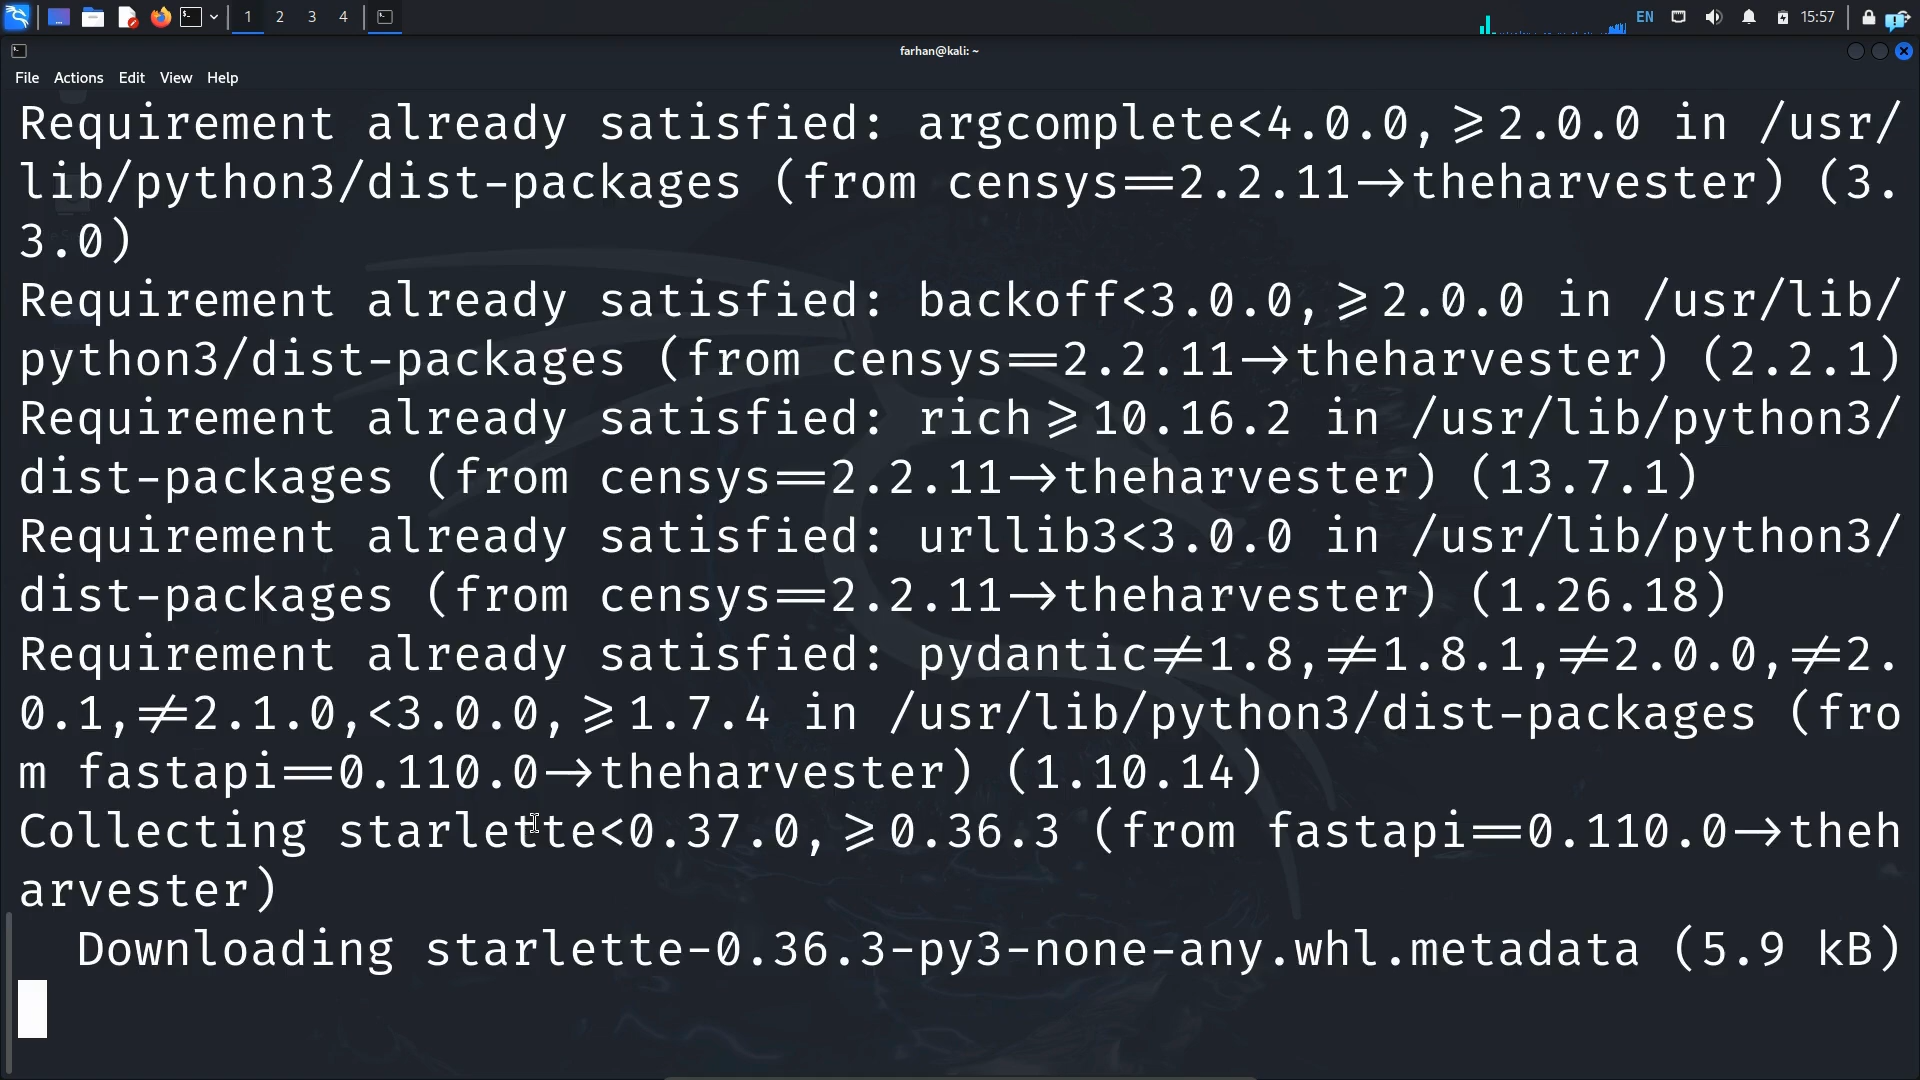 1 2 3 4 EN 15:57
farhan@kali: ~
File Actions Edit View Help
Requirement already satisfied: argcomplete<4.0.0,>=2.0.0 in /usr/
lib/python3/dist-packages (from censys==2.2.11->theharvester) (3.
3.0)
Requirement already satisfied: backoff<3.0.0,>=2.0.0 in /usr/lib/
python3/dist-packages (from censys==2.2.11->theharvester) (2.2.1)
Requirement already satisfied: rich>=10.16.2 in /usr/lib/python3/
dist-packages (from censys==2.2.11->theharvester) (13.7.1)
Requirement already satisfied: urllib3<3.0.0 in /usr/lib/python3/
dist-packages (from censys==2.2.11->theharvester) (1.26.18)
Requirement already satisfied: pydantic!=1.8,!=1.8.1,!=2.0.0,!=2.
0.1,!=2.1.0,<3.0.0,>=1.7.4 in /usr/lib/python3/dist-packages (fro
m fastapi==0.110.0->theharvester) (1.10.14)
Collecting starlette<0.37.0,>=0.36.3 (from fastapi==0.110.0->theh
arvester)
  Downloading starlette-0.36.3-py3-none-any.whl.metadata (5.9 kB)